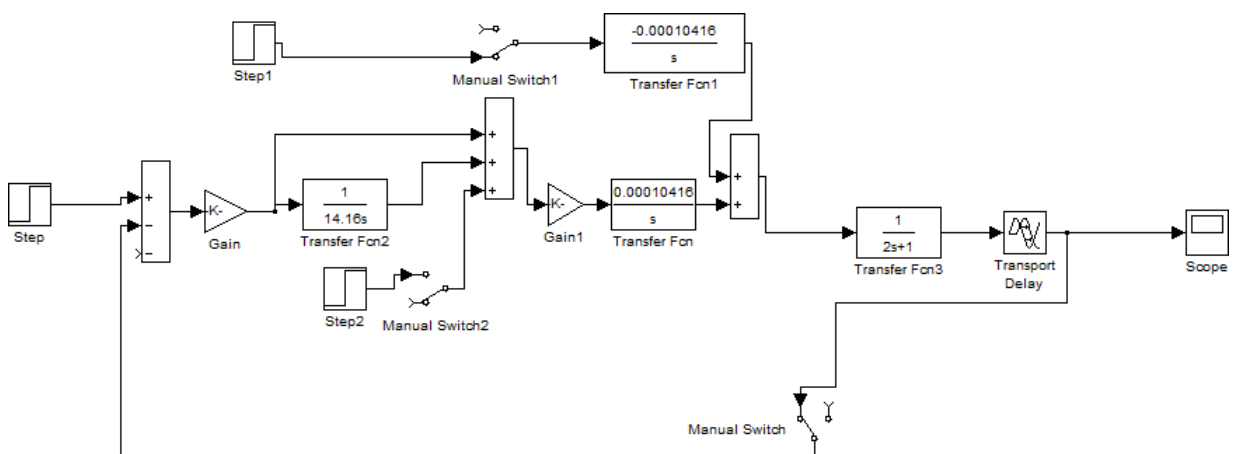 Step1
Manual Switch1
-0.00010416
s
Transfer Fcn1
+
+
+
+
+
+
-
-
Step
K-
Gain
1
14.16s
Transfer Fcn2
K-
Gain1
0.00010416
s
Transfer Fcn
1
2s+1
Transfer Fcn3
Transport
Delay
Scope
Step2
Manual Switch2
Manual Switch